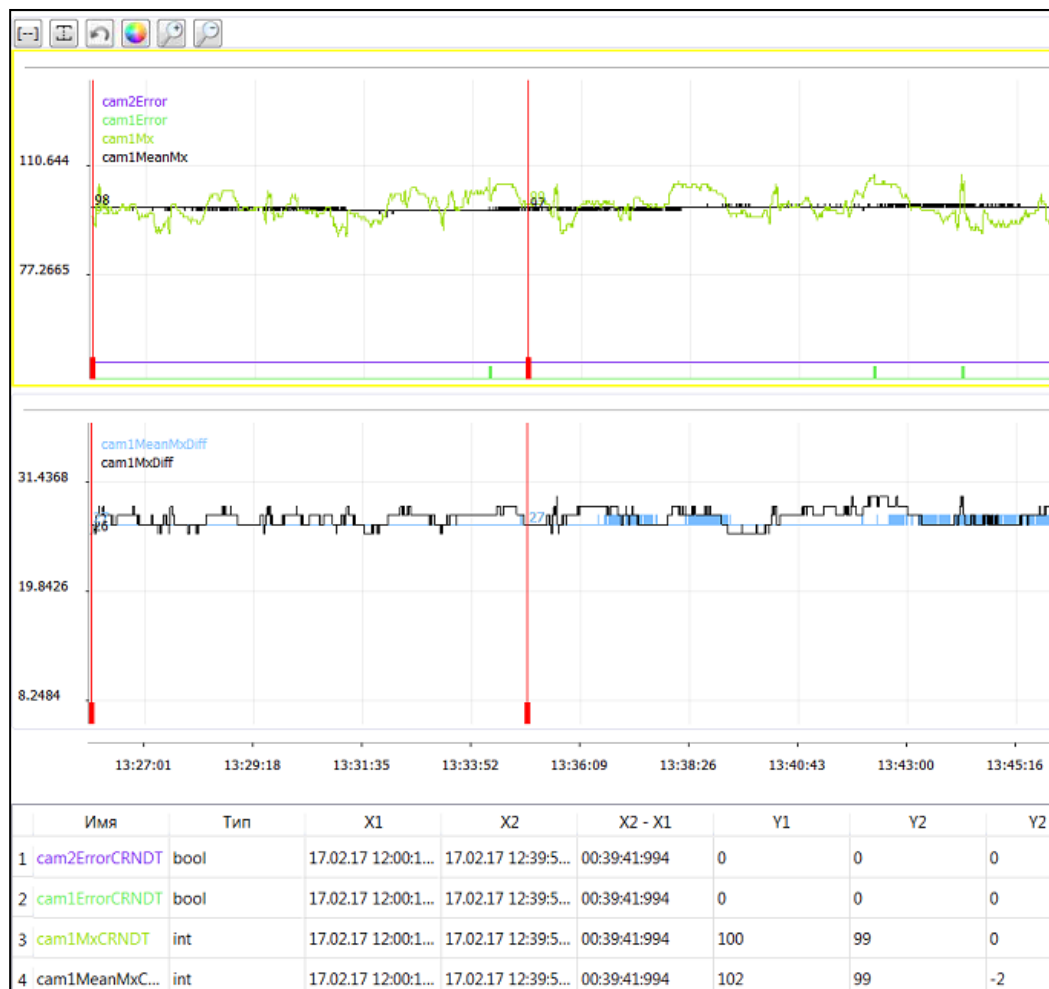 cam2Error
cam1Error
cam1Mx
cam1MeanMx
110.644
98
99
97
77.2665
cam1MeanMxDiff
cam1MxDiff
31.4368
26
27
19.8426
8.2484
13:27:01 13:29:18 13:31:35 13:33:52 13:36:09 13:38:26 13:40:43 13:43:00 13:45:16
Имя Тип X1 X2 X2 - X1 Y1 Y2 Y2
1 cam2ErrorCRNDT bool 17.02.17 12:00:1... 17.02.17 12:39:5... 00:39:41:994 0 0 0
2 cam1ErrorCRNDT bool 17.02.17 12:00:1... 17.02.17 12:39:5... 00:39:41:994 0 0 0
3 cam1MxCRNDT int 17.02.17 12:00:1... 17.02.17 12:39:5... 00:39:41:994 100 99 0
4 cam1MeanMxC... int 17.02.17 12:00:1... 17.02.17 12:39:5... 00:39:41:994 102 99 -2